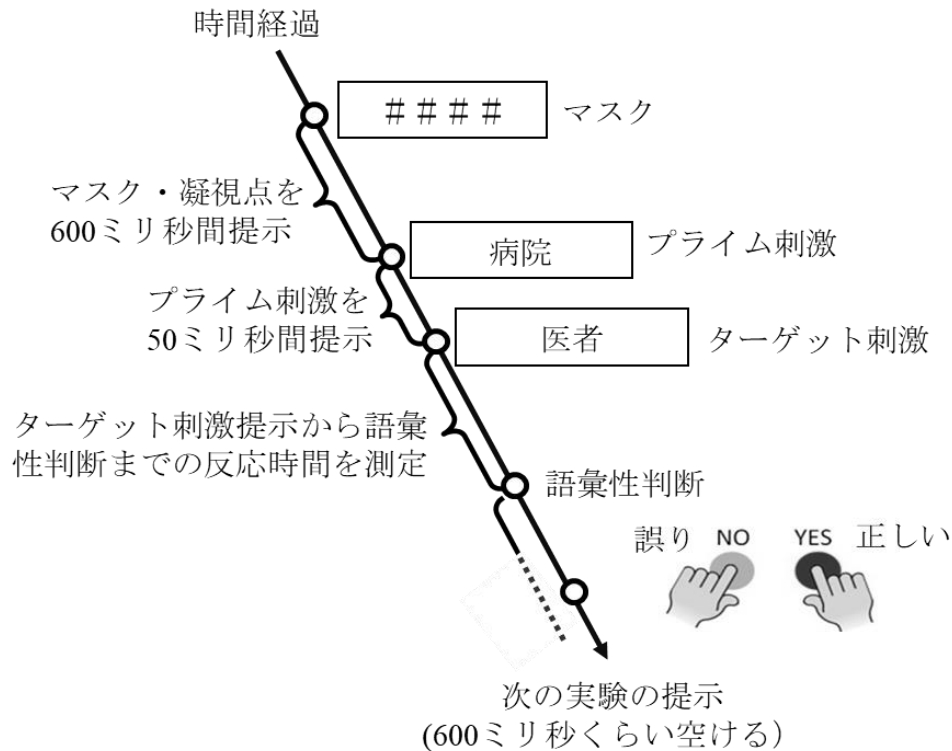 時間経過
＃＃＃＃
マスク
マスク・凝視点を
600ミリ秒間提示
病院
プライム刺激
プライム刺激を
50ミリ秒間提示
医者
ターゲット刺激
ターゲット刺激提示から語彙
性判断までの反応時間を測定
語彙性判断
誤り NO YES 正しい
次の実験の提示
(600ミリ秒くらい空ける）